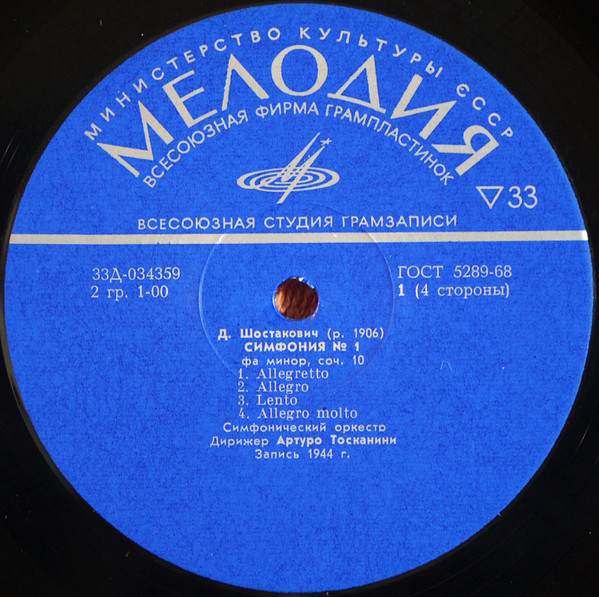 МИНИСТЕРСТВО КУЛЬТУРЫ СССР
МЕЛОДИЯ
ВСЕСОЮЗНАЯ ФИРМА ГРАМПЛАСТИНОК
▽33
ВСЕСОЮЗНАЯ СТУДИЯ ГРАМЗАПИСИ
33Д-034359
2 гр. 1-00
ГОСТ 5289-68
1 (4 стороны)
Д. Шостакович (р. 1906)
СИМФОНИЯ № 1
фа минор, соч. 10
1. Allegretto
2. Allegro
3. Lento
4. Allegro molto
Симфонический оркестр
Дирижер Артуро Тосканини
Запись 1944 г.